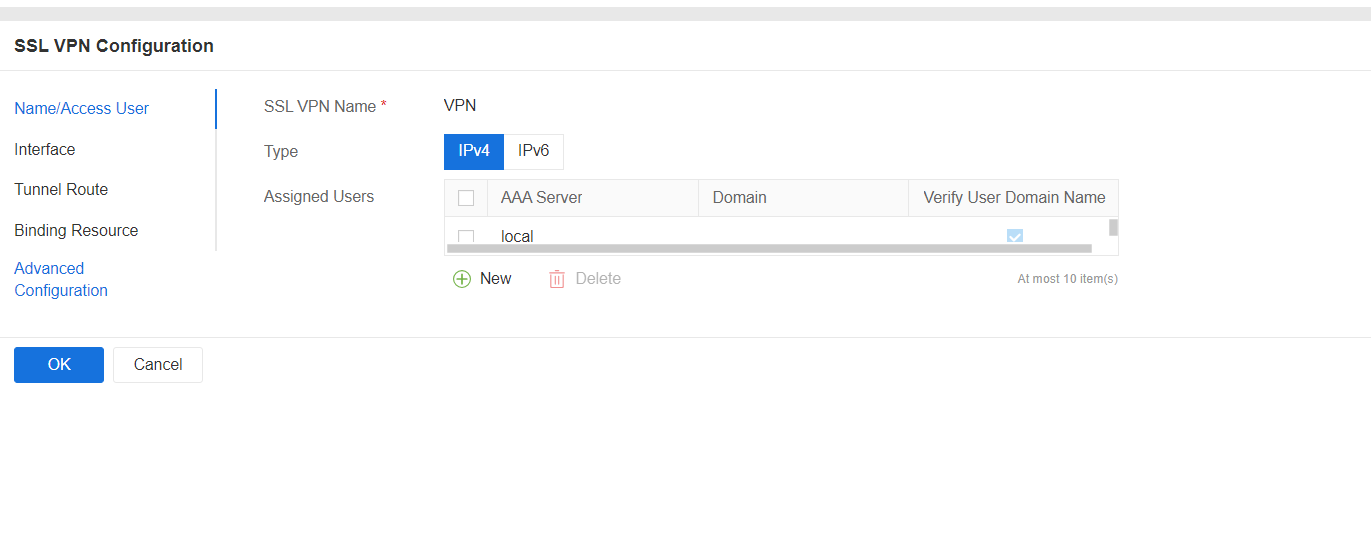 SSL VPN Configuration
Name/Access User
Interface
Tunnel Route
Binding Resource
Advanced
Configuration
SSL VPN Name * VPN
Type IPv4 IPv6
Assigned Users
AAA Server Domain Verify User Domain Name
local
New Delete At most 10 item(s)
OK Cancel